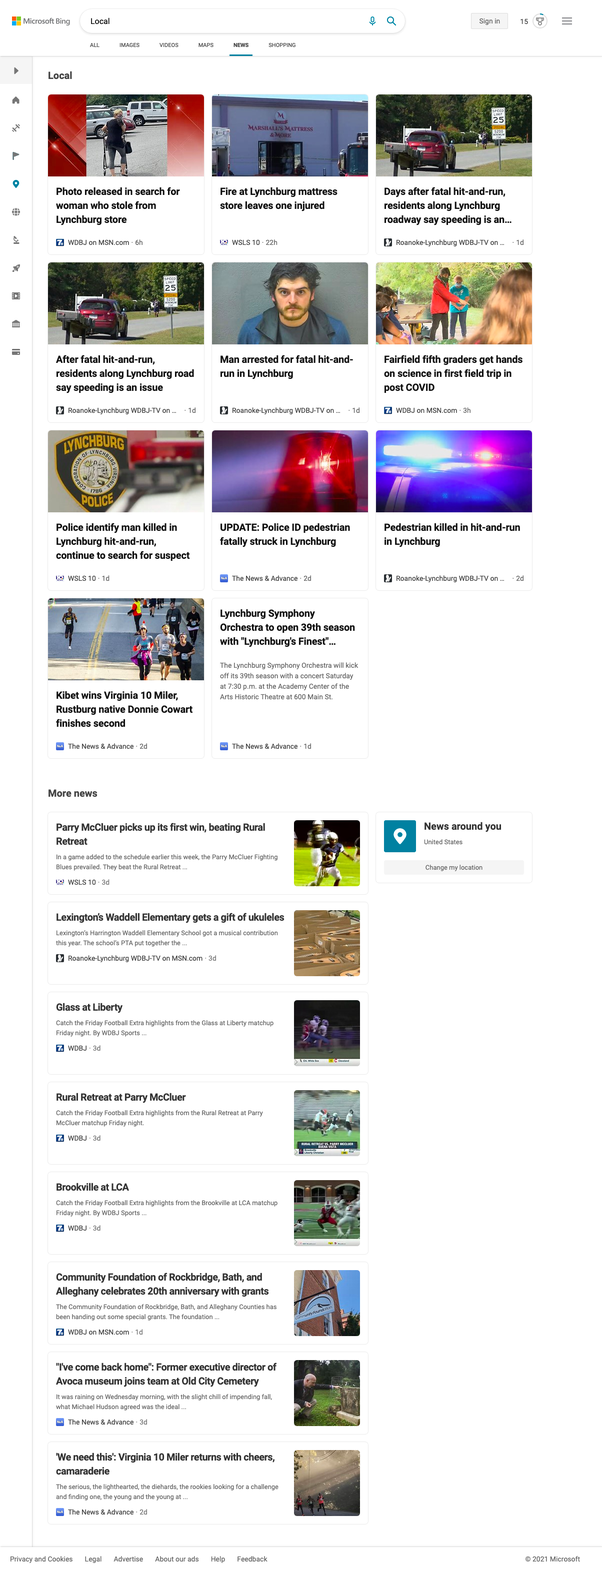 Microsoft Bing
Local
Sign in
15
ALL
IMAGES
VIDEOS
MAPS
NEWS
SHOPPING
Local
Photo released in search for
woman who stole from
Lynchburg store
WDBJ on MSN.com · 6h
MARSHALL'S MATTRESS
& MORE
Fire at Lynchburg mattress
store leaves one injured
WSLS 10 · 22h
SPEED
LIMIT
25
Days after fatal hit-and-run,
residents along Lynchburg
roadway say speeding is an...
Roanoke-Lynchburg WDBJ-TV on ... · 1d
SPEED
LIMIT
25
After fatal hit-and-run,
residents along Lynchburg road
say speeding is an issue
Roanoke-Lynchburg WDBJ-TV on ... · 1d
Man arrested for fatal hit-and-
run in Lynchburg
Roanoke-Lynchburg WDBJ-TV on ... · 1d
Fairfield fifth graders get hands
on science in first field trip in
post COVID
WDBJ on MSN.com · 3h
LYNCHBURG
POLICE
Police identify man killed in
Lynchburg hit-and-run,
continue to search for suspect
WSLS 10 · 1d
UPDATE: Police ID pedestrian
fatally struck in Lynchburg
The News & Advance · 2d
Pedestrian killed in hit-and-run
in Lynchburg
Roanoke-Lynchburg WDBJ-TV on ... · 2d
Kibet wins Virginia 10 Miler,
Rustburg native Donnie Cowart
finishes second
The News & Advance · 2d
Lynchburg Symphony
Orchestra to open 39th season
with "Lynchburg's Finest"...
The Lynchburg Symphony Orchestra will kick
off its 39th season with a concert Saturday
at 7:30 p.m. at the Academy Center of the
Arts Historic Theatre at 600 Main St.
The News & Advance · 1d
More news
Parry McCluer picks up its first win, beating Rural
Retreat
In a game added to the schedule earlier this week, the Parry McCluer Fighting
Blues prevailed. They beat the Rural Retreat ...
WSLS 10 · 3d
News around you
United States
Change my location
Lexington's Waddell Elementary gets a gift of ukuleles
Lexington's Harrington Waddell Elementary School got a musical contribution
this year. The school's PTA put together the ...
Roanoke-Lynchburg WDBJ-TV on MSN.com · 3d
Glass at Liberty
Catch the Friday Football Extra highlights from the Glass at Liberty matchup
Friday night. By WDBJ Sports ...
WDBJ · 3d
Rural Retreat at Parry McCluer
Catch the Friday Football Extra highlights from the Rural Retreat at Parry
McCluer matchup Friday night.
WDBJ · 3d
RURAL RETREAT VS. PARRY MCCLUER
Brookville at LCA
Catch the Friday Football Extra highlights from the Brookville at LCA matchup
Friday night. By WDBJ Sports ...
WDBJ · 3d
Community Foundation of Rockbridge, Bath, and
Alleghany celebrates 20th anniversary with grants
The Community Foundation of Rockbridge, Bath, and Alleghany Counties has
been handing out some special grants. The foundation ...
WDBJ on MSN.com · 1d
"I've come back home": Former executive director of
Avoca museum joins team at Old City Cemetery
It was raining on Wednesday morning, with the slight chill of impending fall,
what Michael Hudson agreed was the ideal ...
The News & Advance · 3d
'We need this': Virginia 10 Miler returns with cheers,
camaraderie
The serious, the lighthearted, the diehards, the rookies looking for a challenge
and finding one, the young and the young at ...
The News & Advance · 2d
Privacy and Cookies
Legal
Advertise
About our ads
Help
Feedback
© 2021 Microsoft